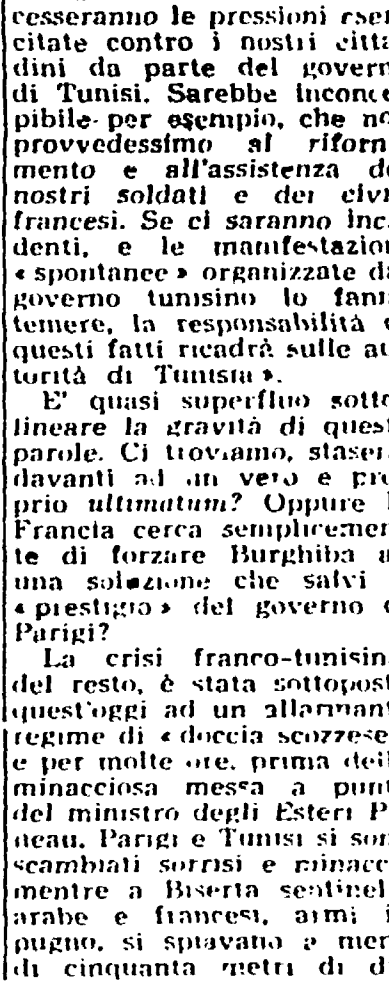 cesseranno le pressioni eser
citate contro i nostri citta
dini da parte del govern
di Tunisi. Sarebbe inconce
pibile per esempio, che no
provvedessimo al riforn
mento e all'assistenza de
nostri soldati e dei civi
francesi. Se ci saranno inc
denti, e le manifestazion
« spontanee » organizzate da
governo tunisino lo fann
temere, la responsabilità
questi fatti ricadrà sulle au
torità di Tunisia ».
E' quasi superfluo sotto
lineare la gravità di quest
parole. Ci troviamo, staser
davanti ad un vero e pro
prio ultimatum? Oppure l
Francia cerca semplicemen
te di forzare Burghiba a
una soluzione che salvi
« prestigio » del governo
Parigi?
La crisi franco-tunisin
del resto, è stata sottopost
quest'oggi ad un allarmant
regime di « doccia scozzese
e per molte ore, prima dell
minacciosa messa a punt
del ministro degli Esteri P
neau, Parigi e Tunisi si son
scambiati sorrisi e minacc
mentre a Biserta sentinel
arabe e francesi, armi i
pugno, si spiavano a men
di cinquanta metri di di